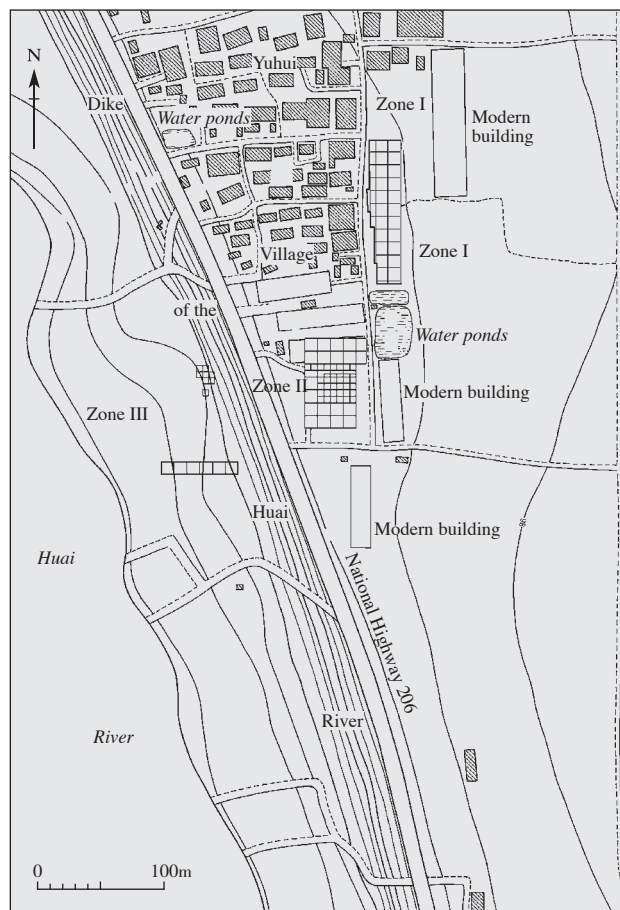 N
Yuhui
Zone I
Dike
Water ponds
Modern
building
Zone I
Village
of the
Water ponds
Zone II
Modern building
Zone III
Huai
Modern building
Huai
National Highway 206
River
River
0
100m